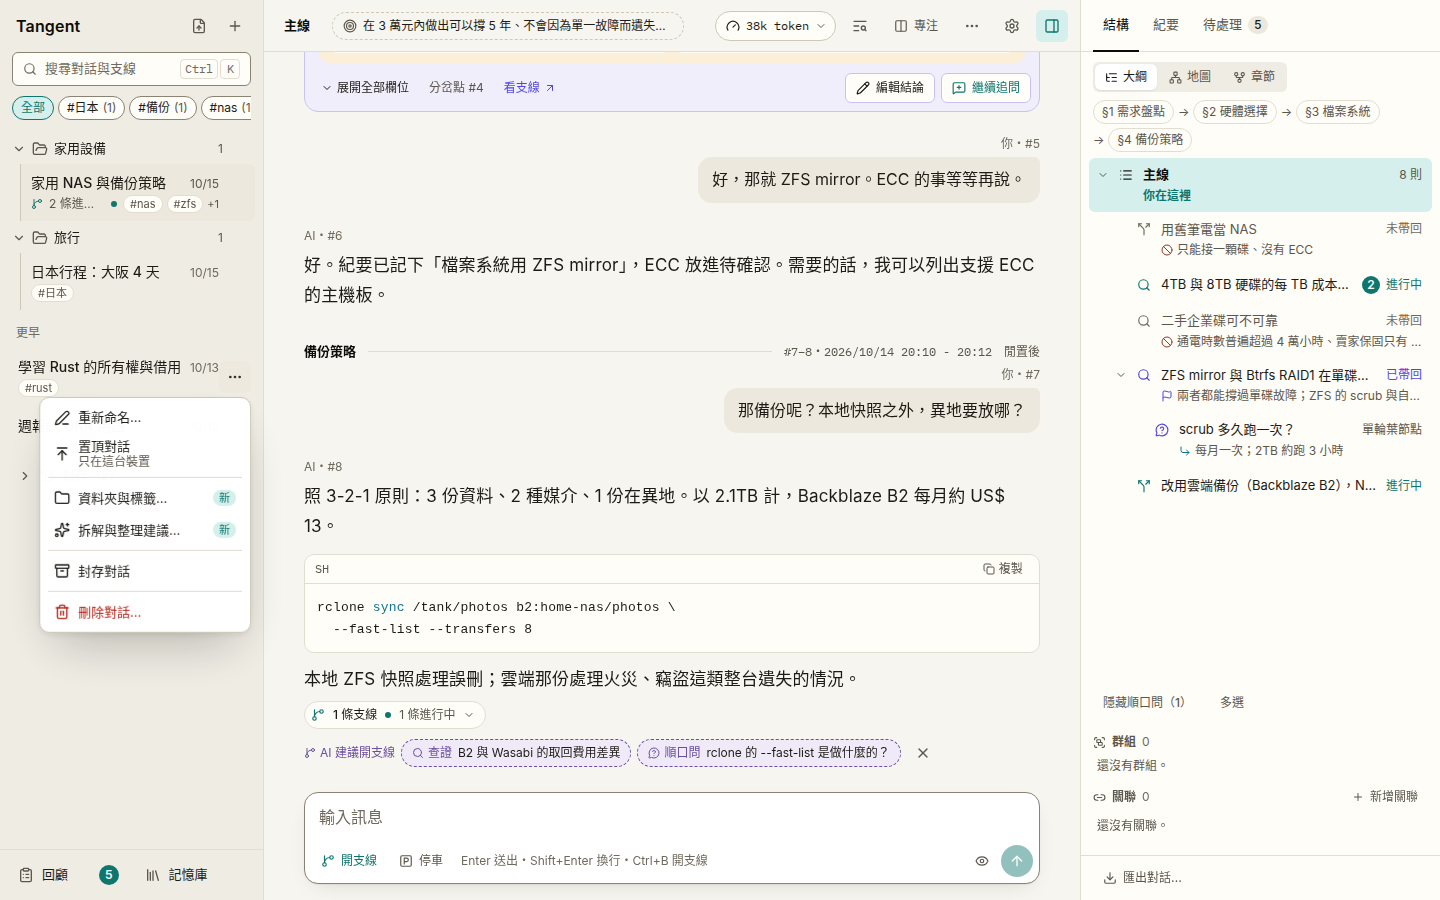 Tangent
搜尋對話與支線 Ctrl K
全部 #日本 (1) #備份 (1) #nas (1
家用設備 1
家用 NAS 與備份策略 10/15
2 條進... #nas #zfs +1
旅行 1
日本行程：大阪 4 天 10/15
#日本
更早
學習 Rust 的所有權與借用 10/13
#rust
週報
重新命名...
置頂對話
只在這台裝置
資料夾與標籤... 新
拆解與整理建議... 新
封存對話
刪除對話...
回顧 5 記憶庫
主線 在 3 萬元內做出可以撐 5 年、不會因為單一故障而遺失... 38k token 專注
展開全部欄位 分岔點 #4 看支線 編輯結論 繼續追問
你 • #5
好，那就 ZFS mirror。ECC 的事等等再說。
AI • #6
好。紀要已記下「檔案系統用 ZFS mirror」，ECC 放進待確認。需要的話，我可以列出支援 ECC
的主機板。
備份策略 #7–8 • 2026/10/14 20:10 - 20:12 閒置後
你 • #7
那備份呢？本地快照之外，異地要放哪？
AI • #8
照 3-2-1 原則：3 份資料、2 種媒介、1 份在異地。以 2.1TB 計，Backblaze B2 每月約 US$
13。
SH 複製
rclone sync /tank/photos b2:home-nas/photos \
--fast-list --transfers 8
本地 ZFS 快照處理誤刪；雲端那份處理火災、竊盜這類整台遺失的情況。
1 條支線 1 條進行中
AI 建議開支線 查證 B2 與 Wasabi 的取回費用差異 順口問 rclone 的 --fast-list 是做什麼的？
輸入訊息
開支線 停車 Enter 送出 • Shift+Enter 換行 • Ctrl+B 開支線
結構 紀要 待處理 5
大綱 地圖 章節
§1 需求盤點 → §2 硬體選擇 → §3 檔案系統
→ §4 備份策略
主線 8 則
你在這裡
用舊筆電當 NAS 未帶回
只能接一顆碟、沒有 ECC
4TB 與 8TB 硬碟的每 TB 成本... 2 進行中
二手企業碟可不可靠 未帶回
通電時數普遍超過 4 萬小時、賣家保固只有 ...
ZFS mirror 與 Btrfs RAID1 在單碟... 已帶回
兩者都能撐過單碟故障；ZFS 的 scrub 與自...
scrub 多久跑一次？ 單輪葉節點
每月一次；2TB 約跑 3 小時
改用雲端備份（Backblaze B2），N... 進行中
隱藏順口問（1） 多選
群組 0
還沒有群組。
關聯 0 新增關聯
還沒有關聯。
匯出對話...